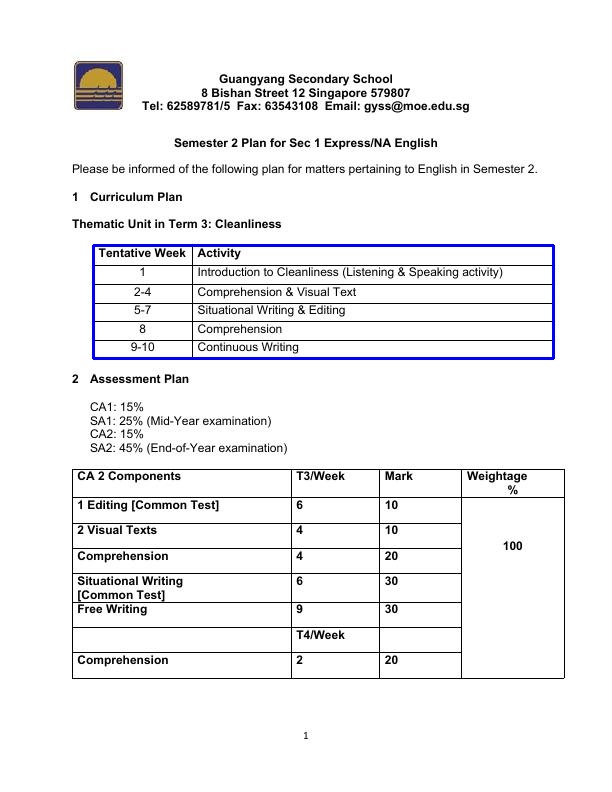 Guangyang Secondary School
8 Bishan Street 12 Singapore 579807
Tel: 62589781/5  Fax: 63543108  Email: gyss@moe.edu.sg
Semester 2 Plan for Sec 1 Express/NA English
Please be informed of the following plan for matters pertaining to English in Semester 2.
1 Curriculum Plan
Thematic Unit in Term 3: Cleanliness
Tentative Week Activity
1 Introduction to Cleanliness (Listening & Speaking activity)
2-4 Comprehension & Visual Text
5-7 Situational Writing & Editing
8 Comprehension
9-10 Continuous Writing
2 Assessment Plan
CA1: 15%
SA1: 25% (Mid-Year examination)
CA2: 15%
SA2: 45% (End-of-Year examination)
CA 2 Components T3/Week Mark Weightage
%
1 Editing [Common Test] 6 10
2 Visual Texts 4 10
100
Comprehension 4 20
Situational Writing 6 30
[Common Test]
Free Writing 9 30
T4/Week
Comprehension 2 20
1